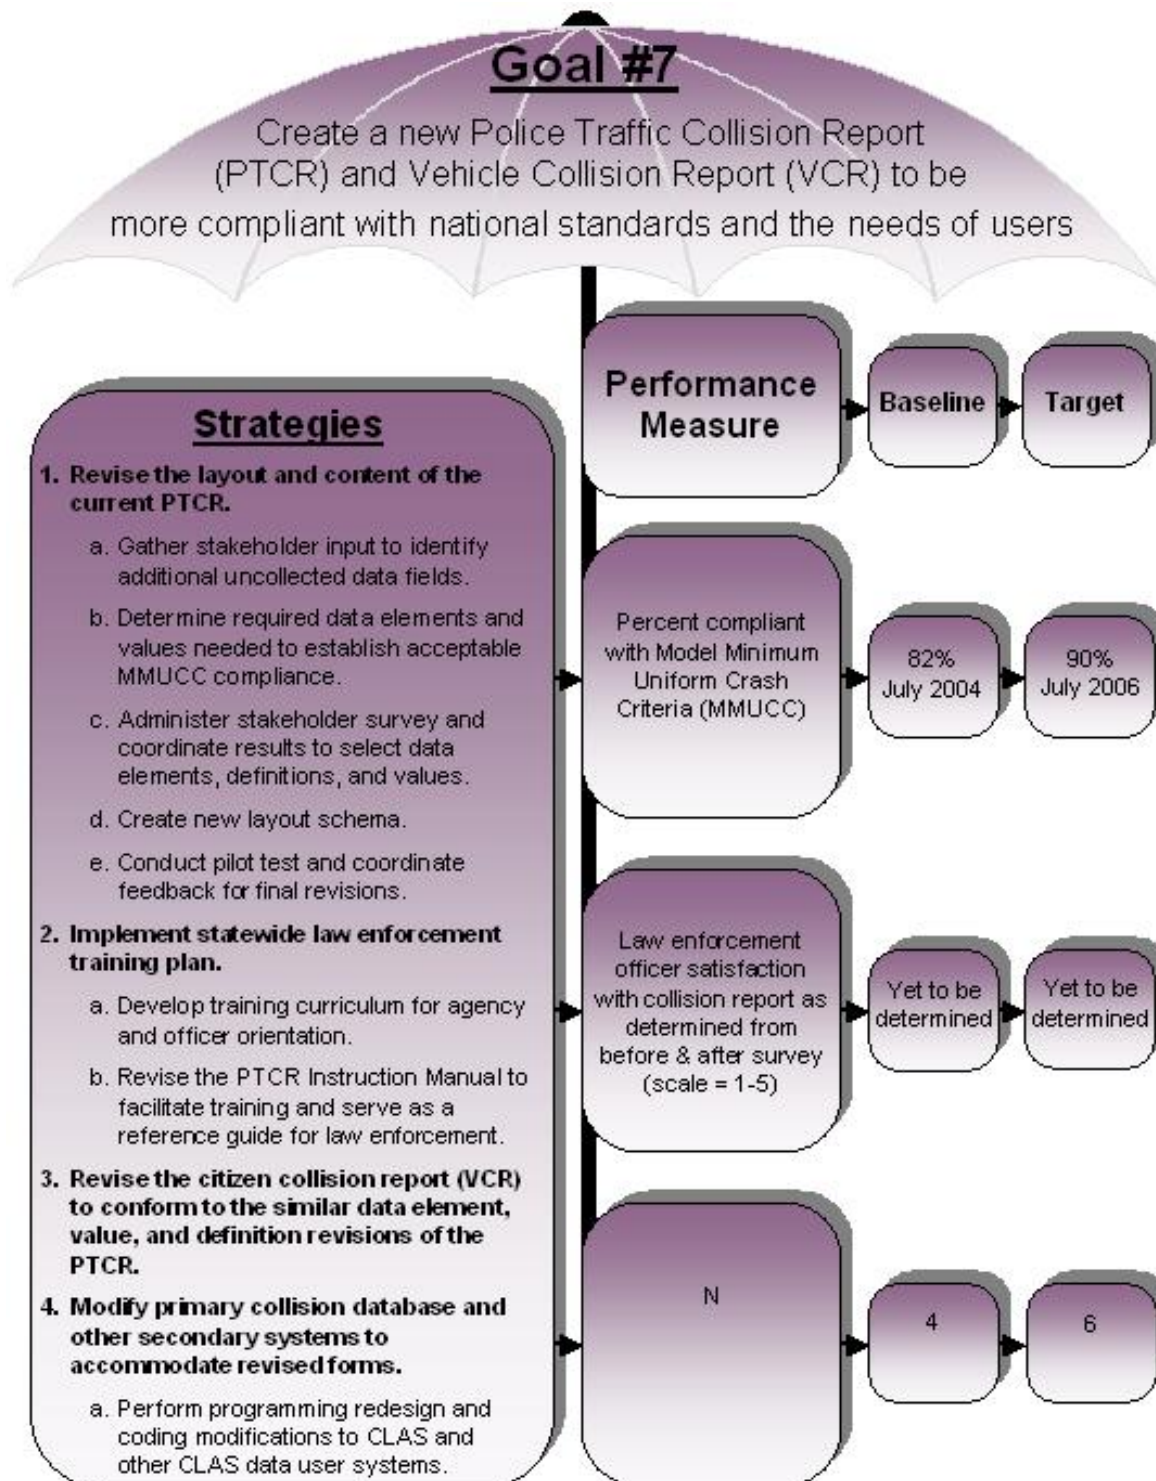 Goal #7
Create a new Police Traffic Collision Report
(PTCR) and Vehicle Collision Report (VCR) to be
more compliant with national standards and the needs of users
Strategies
1. Revise the layout and content of the
current PTCR.
a. Gather stakeholder input to identify
additional uncollected data fields.
b. Determine required data elements and
values needed to establish acceptable
MMUCC compliance.
c. Administer stakeholder survey and
coordinate results to select data
elements, definitions, and values.
d. Create new layout schema.
e. Conduct pilot test and coordinate
feedback for final revisions.
2. Implement statewide law enforcement
training plan.
a. Develop training curriculum for agency
and officer orientation.
b. Revise the PTCR Instruction Manual to
facilitate training and serve as a
reference guide for law enforcement.
3. Revise the citizen collision report (VCR)
to conform to the similar data element,
value, and definition revisions of the
PTCR.
4. Modify primary collision database and
other secondary systems to
accommodate revised forms.
a. Perform programming redesign and
coding modifications to CLAS and
other CLAS data user systems.
Performance
Measure
Baseline
Target
Percent compliant
with Model Minimum
Uniform Crash
Criteria (MMUCC)
82%
July 2004
90%
July 2006
Law enforcement
officer satisfaction
with collision report as
determined from
before & after survey
(scale = 1-5)
Yet to be
determined
Yet to be
determined
N
4
6